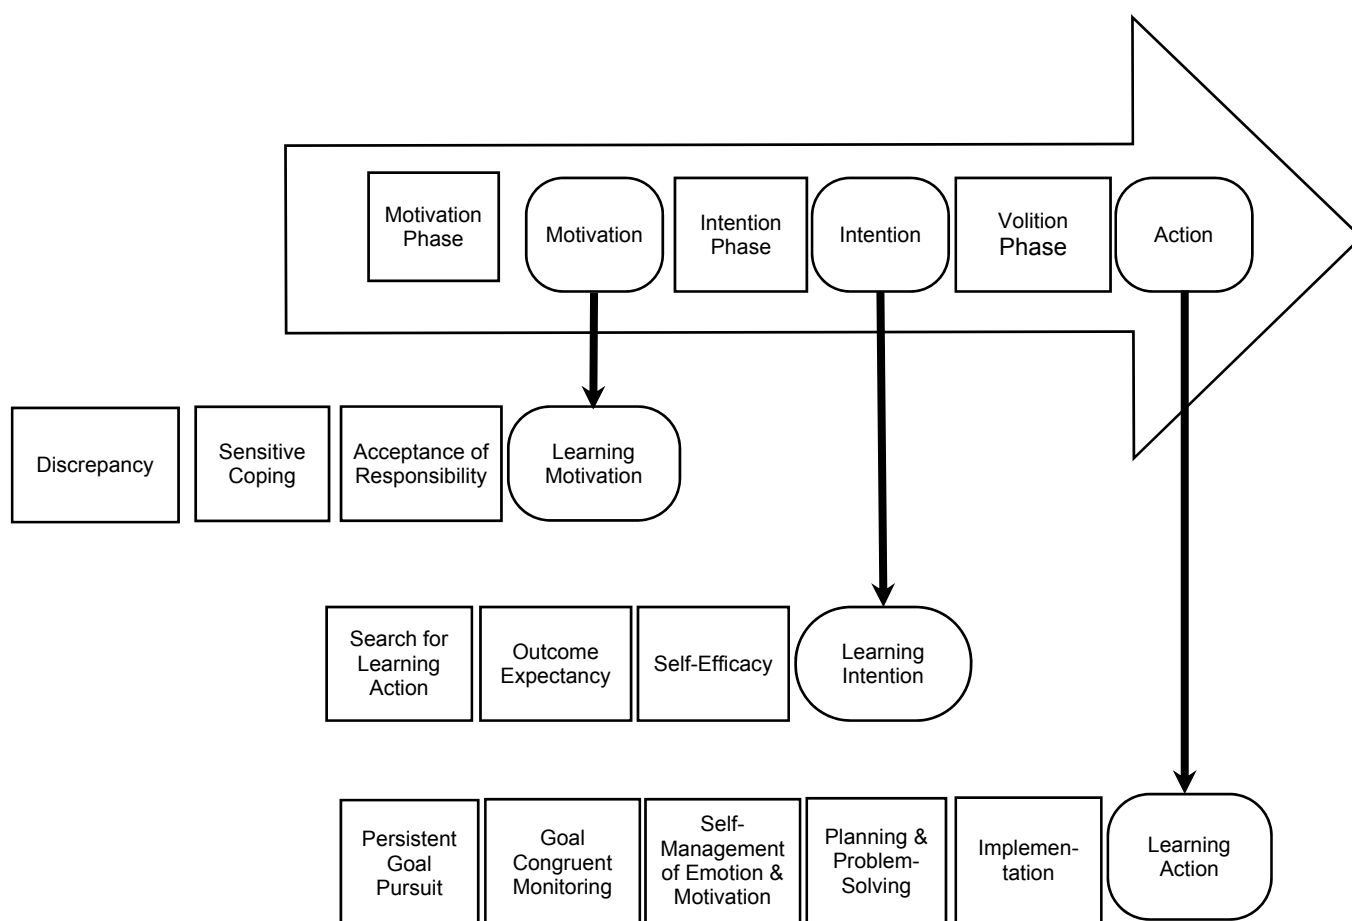 Motivation
Phase
Motivation
Intention
Phase
Intention
Volition
Phase
Action
Discrepancy
Sensitive
Coping
Acceptance of
Responsibility
Learning
Motivation
Search for
Learning
Action
Outcome
Expectancy
Self-Efficacy
Learning
Intention
Persistent
Goal
Pursuit
Goal
Congruent
Monitoring
Self-
Management
of Emotion &
Motivation
Planning &
Problem-
Solving
Implemen-
tation
Learning
Action